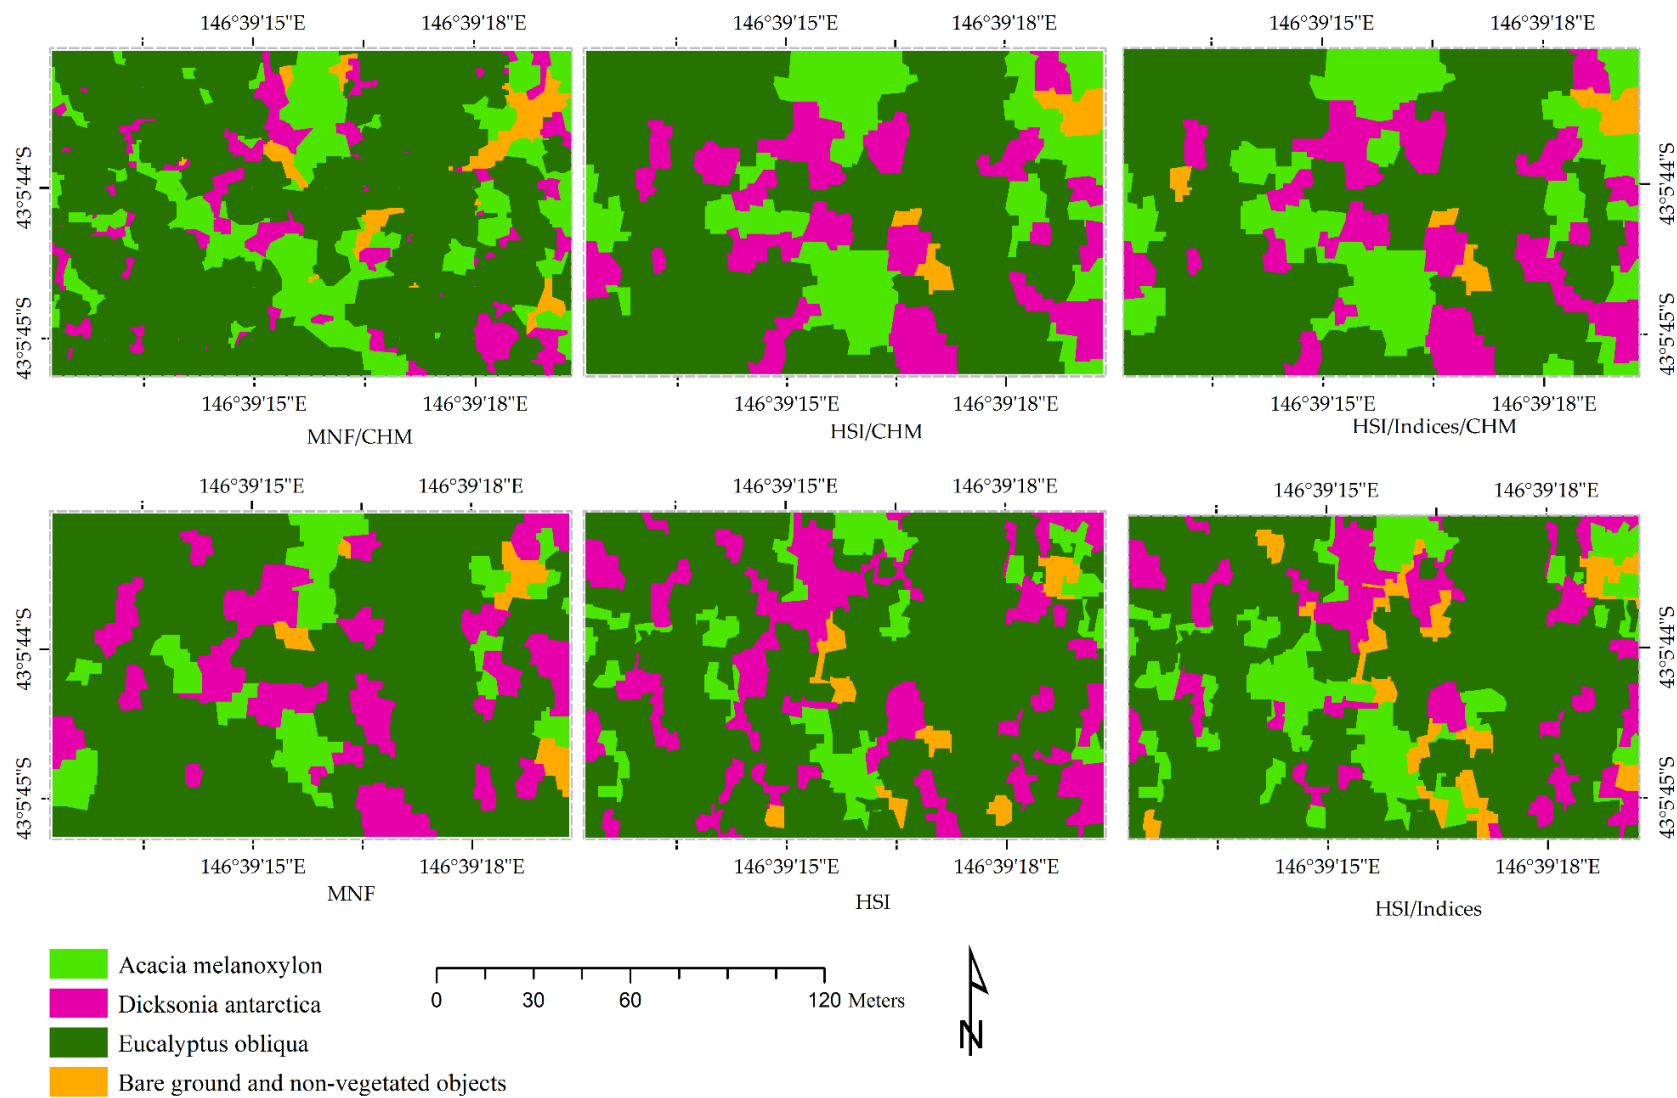 146°39'15"E 146°39'18"E 146°39'15"E 146°39'18"E 146°39'15"E 146°39'18"E
43°5'44"S 43°5'44"S
43°5'45"S 43°5'45"S
146°39'15"E 146°39'18"E 146°39'15"E 146°39'18"E 146°39'15"E 146°39'18"E
MNF/CHM HSI/CHM HSI/Indices/CHM
146°39'15"E 146°39'18"E 146°39'15"E 146°39'18"E 146°39'15"E 146°39'18"E
43°5'44"S 43°5'44"S
43°5'45"S 43°5'45"S
146°39'15"E 146°39'18"E 146°39'15"E 146°39'18"E 146°39'15"E 146°39'18"E
MNF HSI HSI/Indices
Acacia melanoxylon
Dicksonia antarctica
Eucalyptus obliqua
Bare ground and non-vegetated objects
0 30 60 120 Meters
N